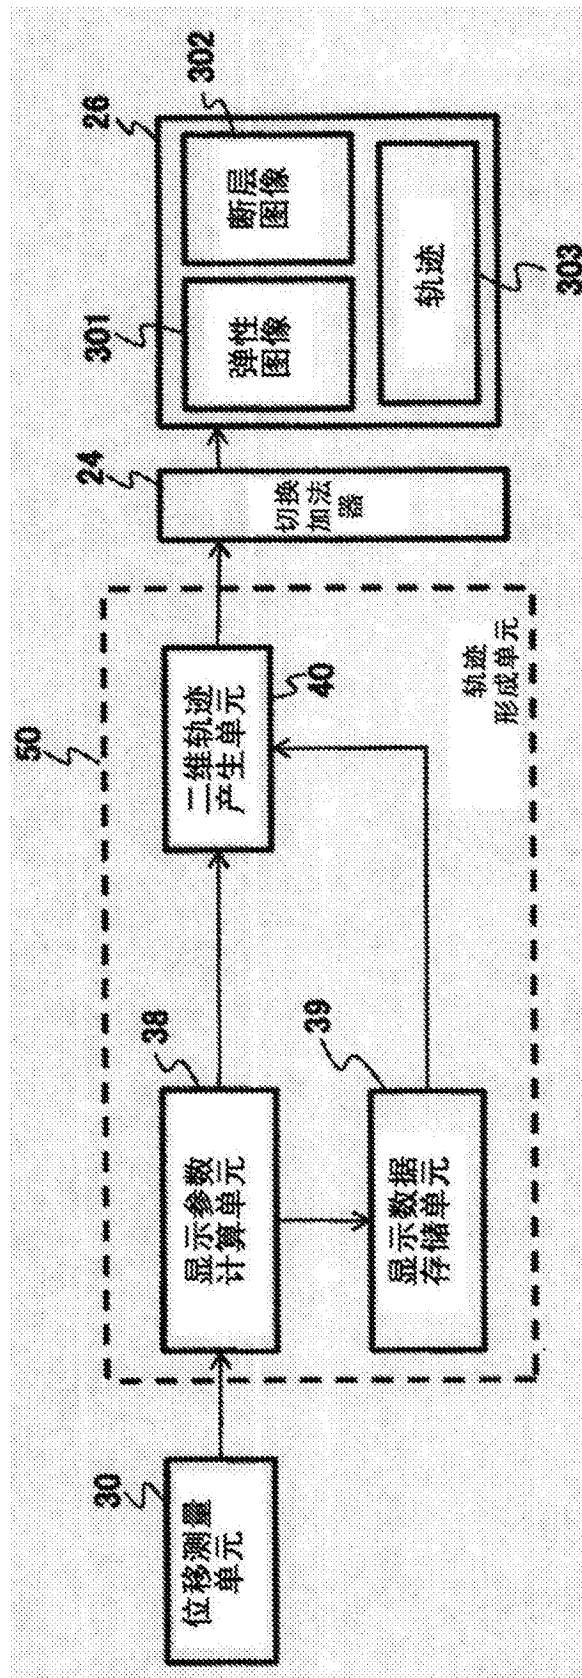 30
位移测量
单元
50
38
显示参数
计算单元
39
显示数据
存储单元
40
二维轨迹
产生单元
轨迹
形成单元
24
切换
加法
器
26
301
弹性
图像
302
断层
图像
轨迹
303